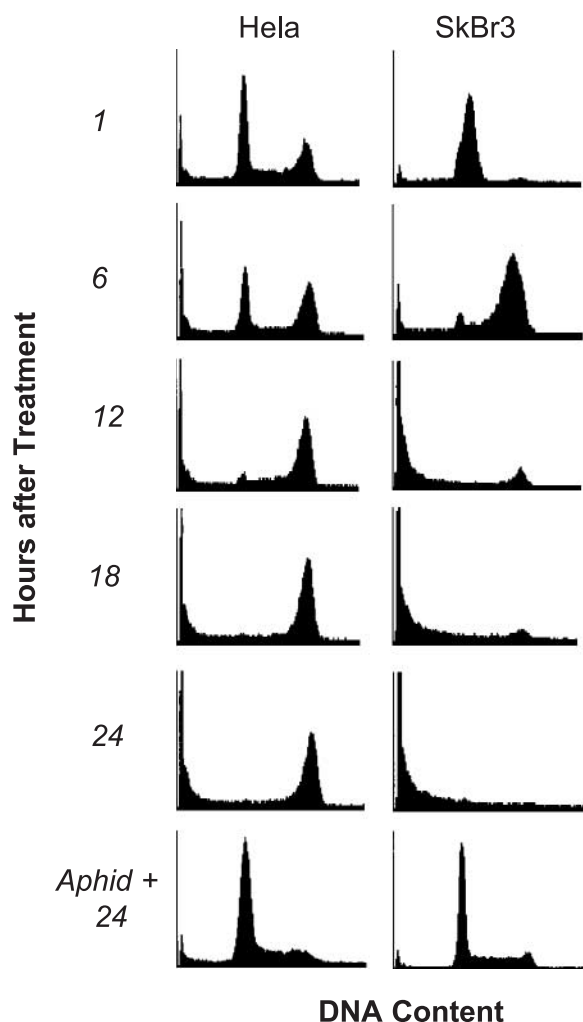 Hela SkBr3
1
6
12
18
24
Aphid +
24
Hours after Treatment
DNA Content